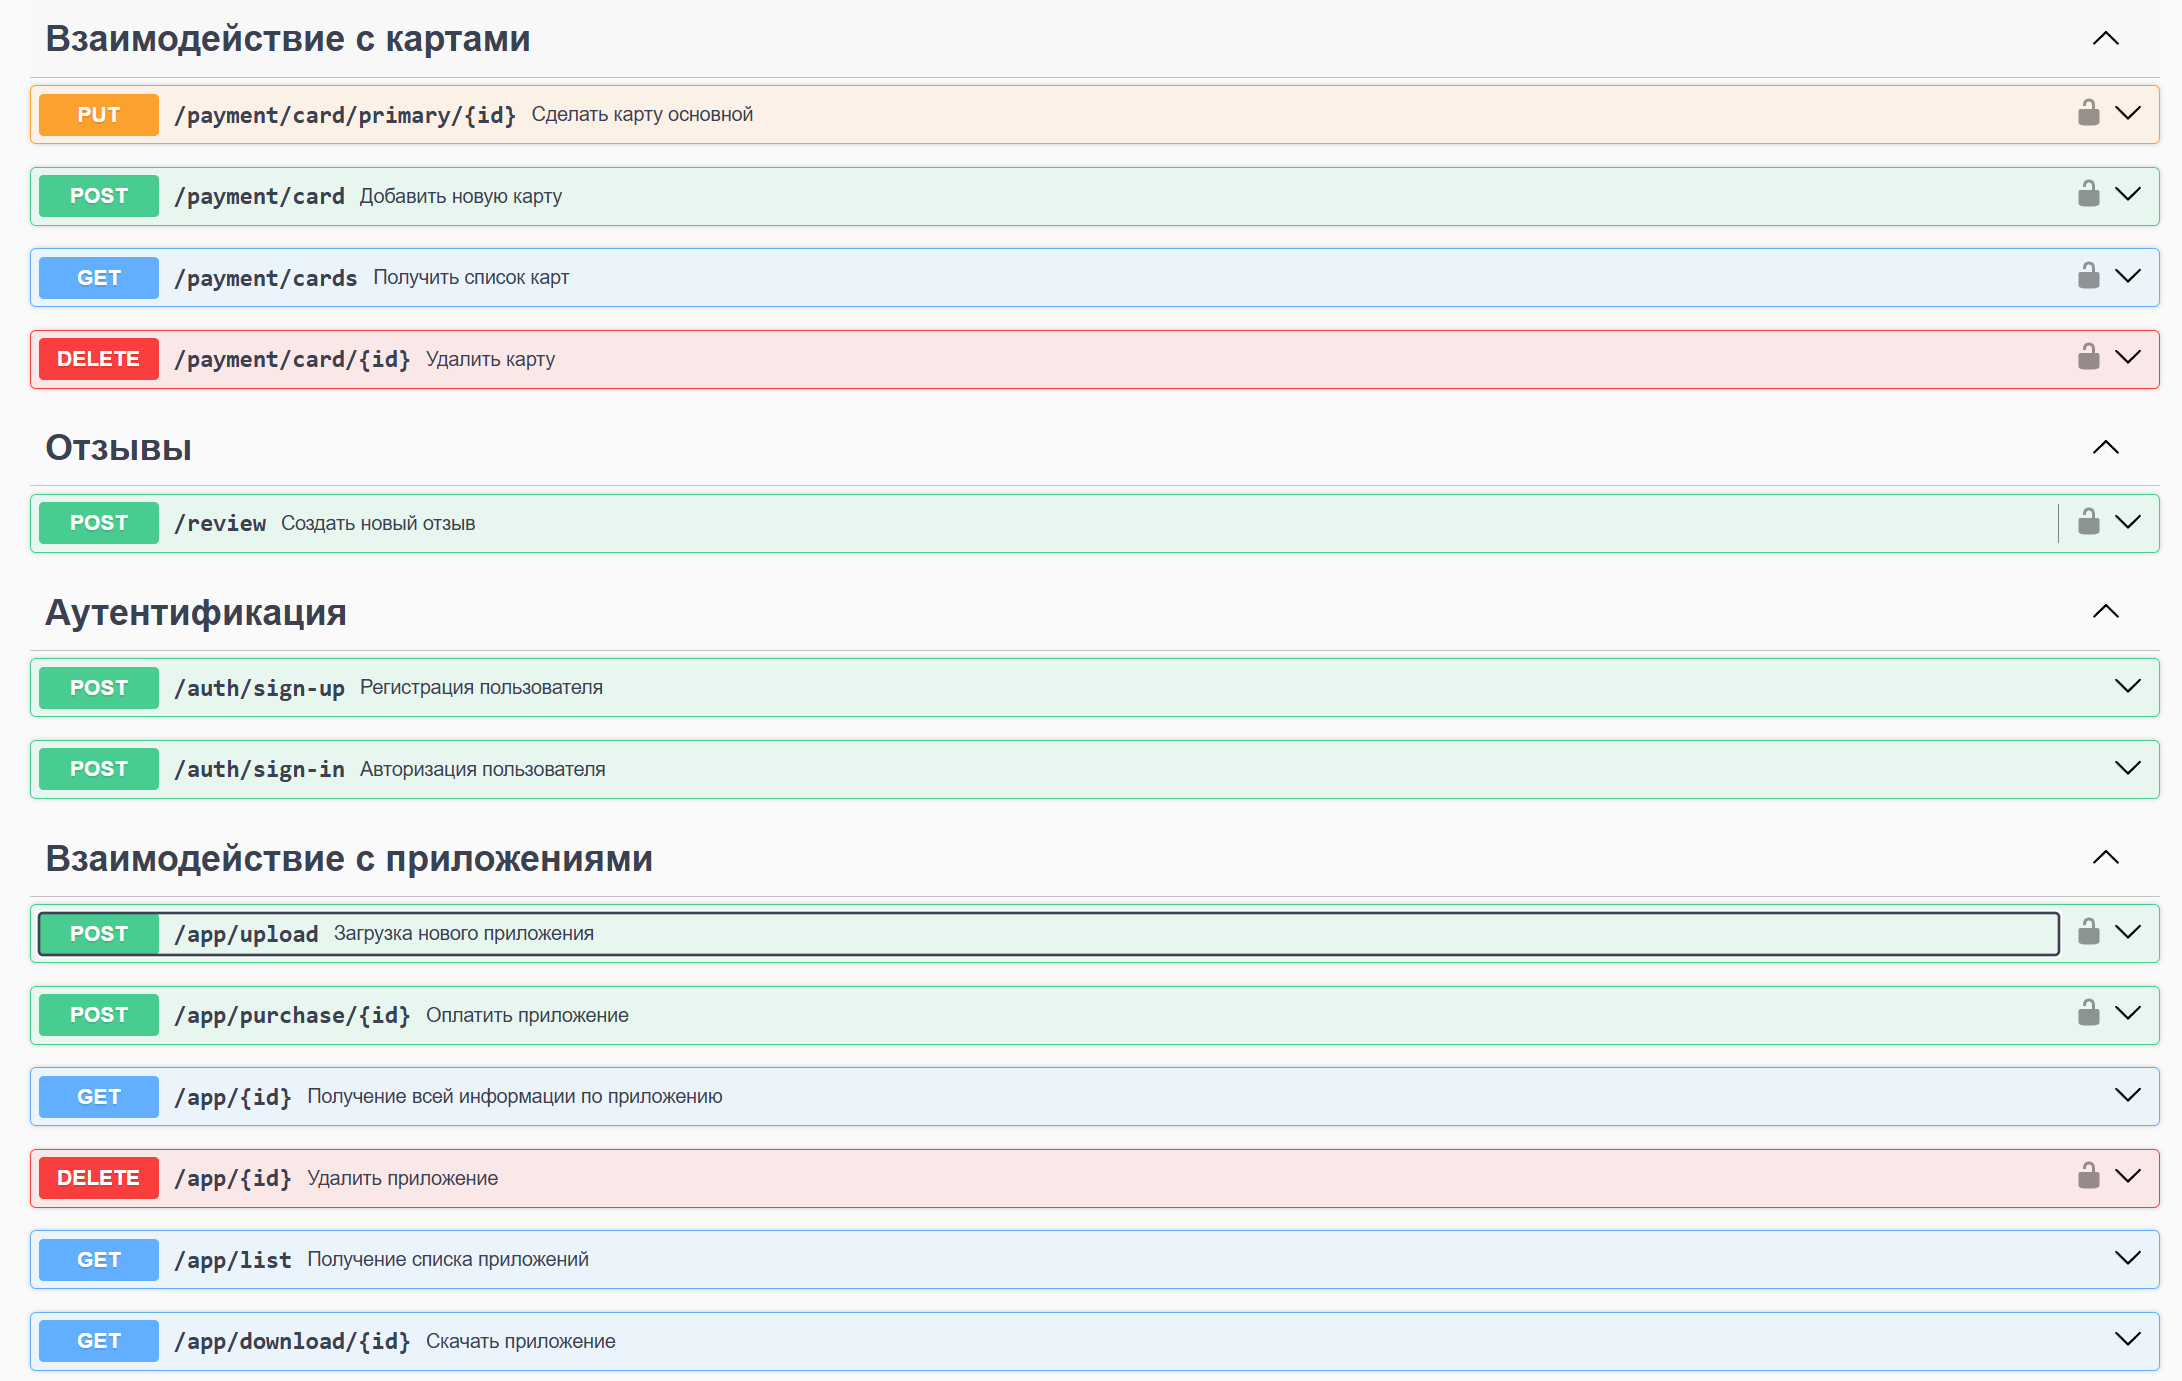 Взаимодействие с картами
PUT /payment/card/primary/{id} Сделать карту основной
POST /payment/card Добавить новую карту
GET /payment/cards Получить список карт
DELETE /payment/card/{id} Удалить карту
Отзывы
POST /review Создать новый отзыв
Аутентификация
POST /auth/sign-up Регистрация пользователя
POST /auth/sign-in Авторизация пользователя
Взаимодействие с приложениями
POST /app/upload Загрузка нового приложения
POST /app/purchase/{id} Оплатить приложение
GET /app/{id} Получение всей информации по приложению
DELETE /app/{id} Удалить приложение
GET /app/list Получение списка приложений
GET /app/download/{id} Скачать приложение